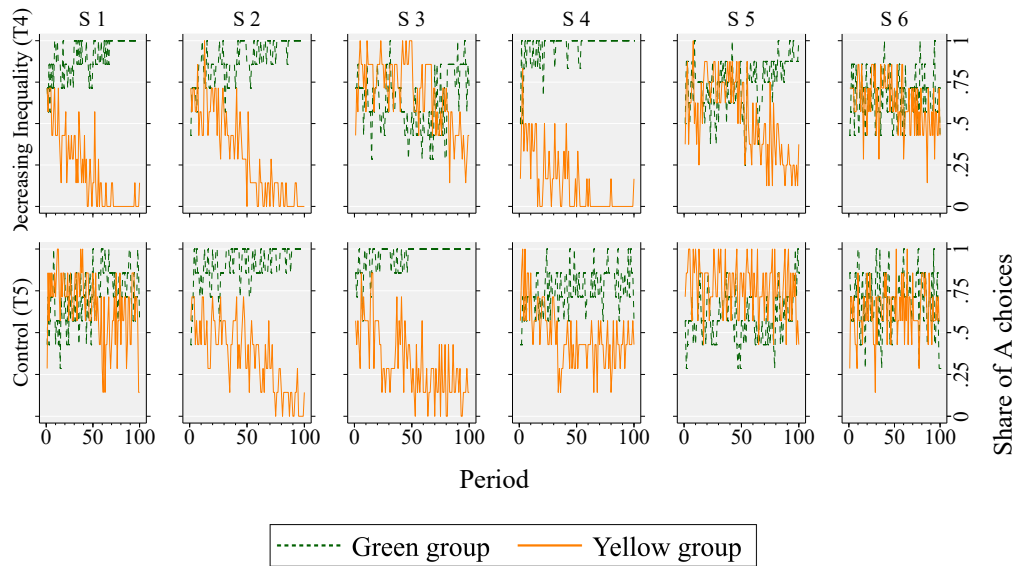 S 1 S 2 S 3 S 4 S 5 S 6
Decreasing Inequality (T4)
0 .25 .5 .75 1
Control (T5)
0 .25 .5 .75 1
Share of A choices
0 50 100 0 50 100 0 50 100 0 50 100 0 50 100 0 50 100
Period
Green group Yellow group